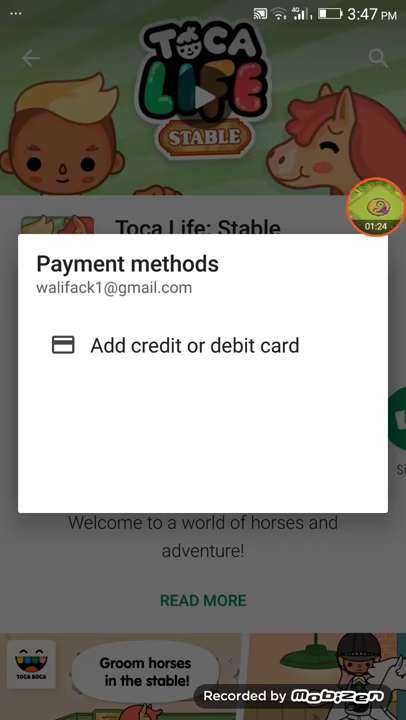 ...
4G
3:47 PM
TOCA
LIFE
STABLE
Toca Life: Stable
01:24
Payment methods
walifack1@gmail.com
Add credit or debit card
Si
Welcome to a world of horses and
adventure!
READ MORE
TOCA BOCA
Groom horses
in the stable!
Recorded by mobizen